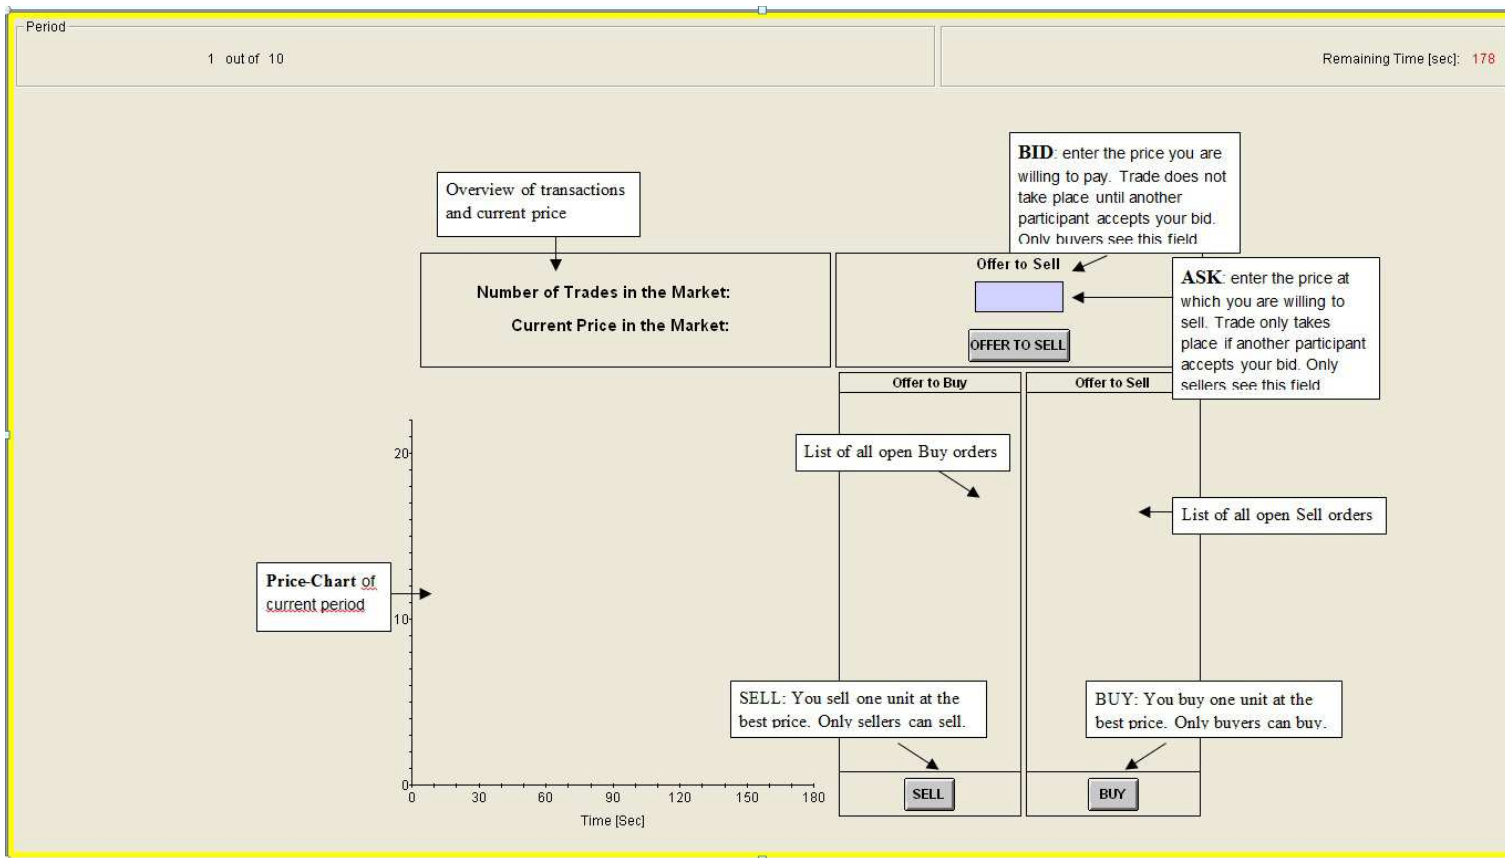 Period
1 out of 10
Remaining Time [sec]: 178
BID: enter the price you are
willing to pay. Trade does not
take place until another
participant accepts your bid.
Only buyers see this field
Overview of transactions
and current price
Number of Trades in the Market:
Current Price in the Market:
Offer to Sell
OFFER TO SELL
ASK: enter the price at
which you are willing to
sell. Trade only takes
place if another participant
accepts your bid. Only
sellers see this field
Offer to Buy
Offer to Sell
List of all open Buy orders
List of all open Sell orders
Price-Chart of
current period
20
10
0
0 30 60 90 120 150 180
Time [Sec]
SELL: You sell one unit at the
best price. Only sellers can sell.
BUY: You buy one unit at the
best price. Only buyers can buy.
SELL
BUY